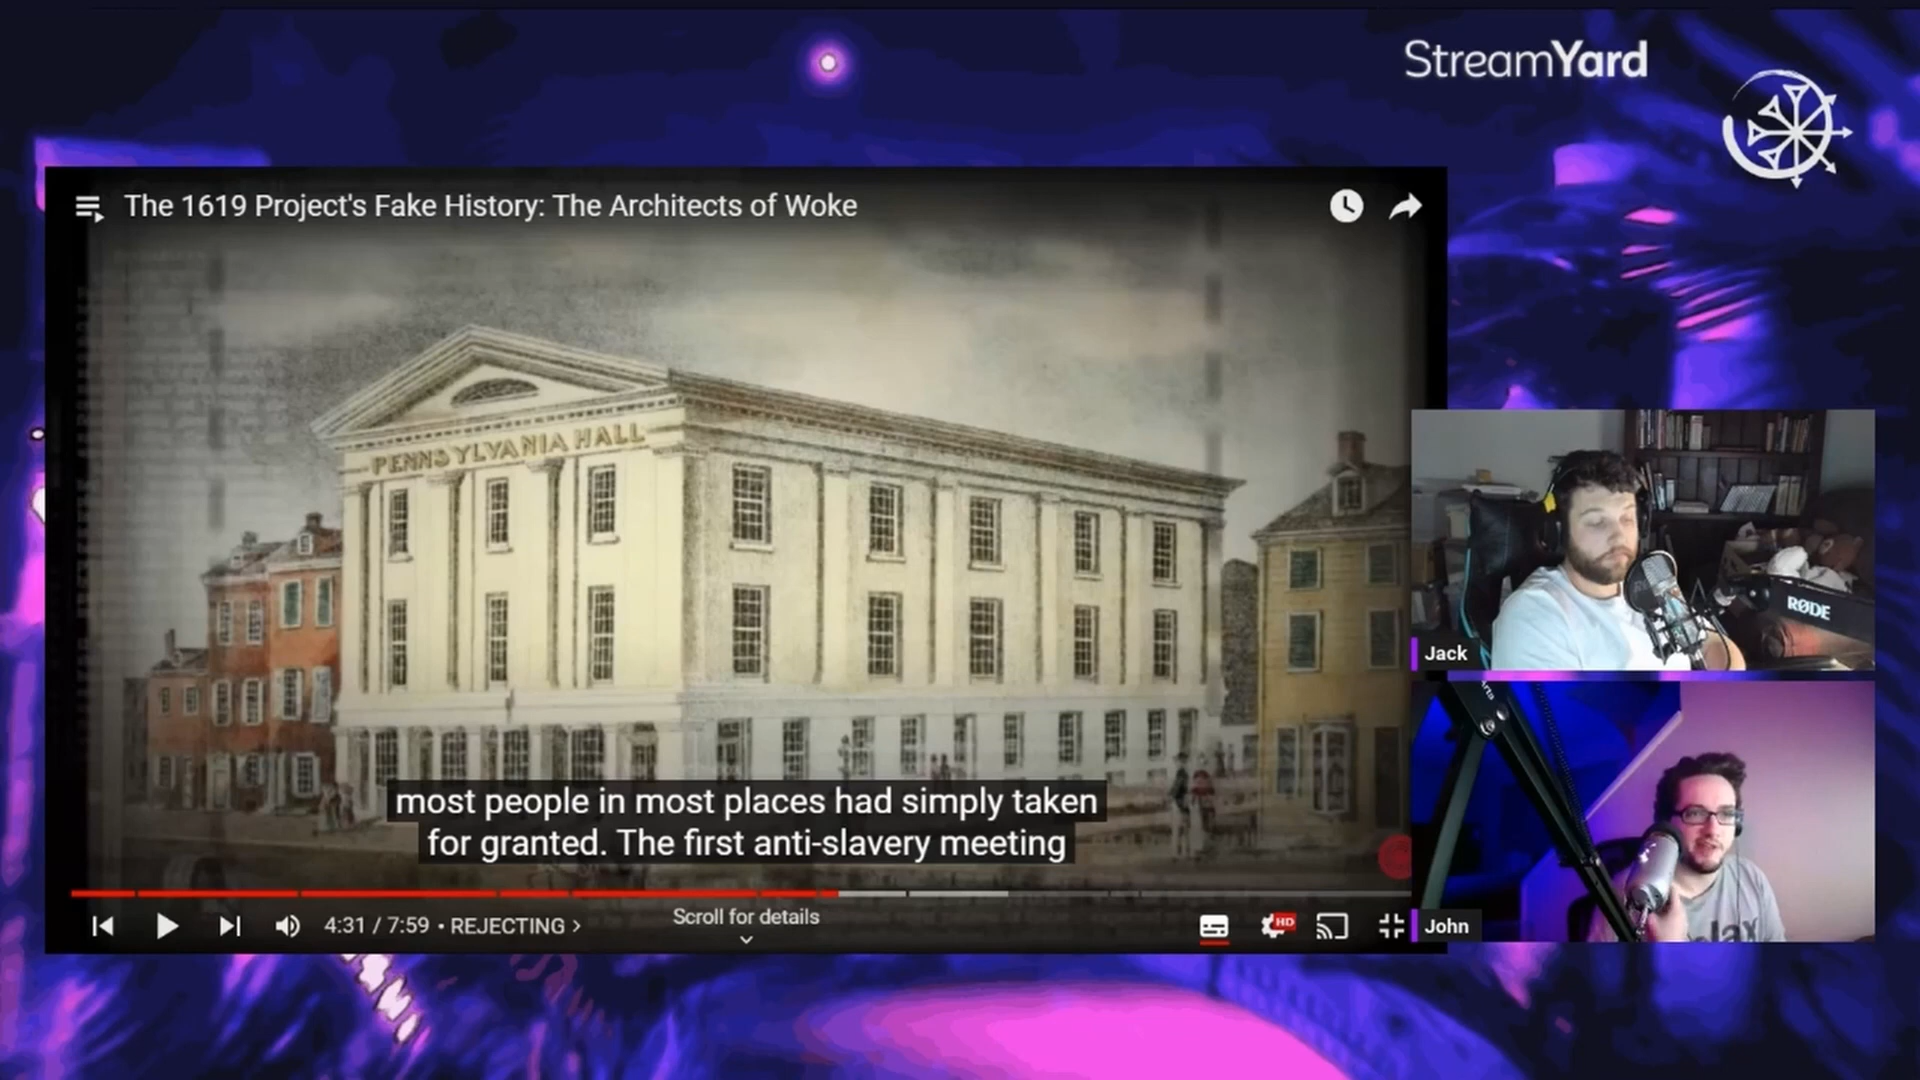 StreamYard
The 1619 Project's Fake History: The Architects of Woke
PENNSYLVANIA HALL
most people in most places had simply taken
for granted. The first anti-slavery meeting
4:31 / 7:59 • REJECTING >
Scroll for details
HD
RØDE
Jack
John